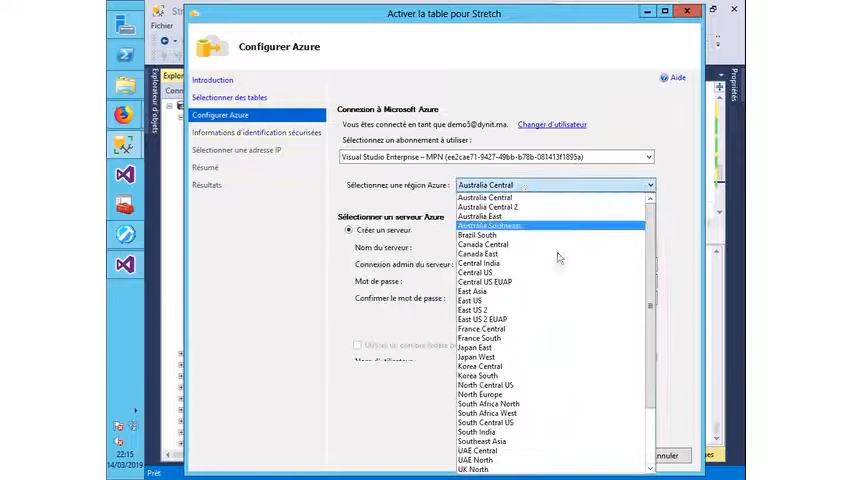 Activer la table pour Stretch
Fichier
Configurer Azure
Aide
Introduction
Sélectionner des tables
Configurer Azure
Informations d'identification sécurisées
Sélectionner une adresse IP
Résumé
Résultats
Explorateur d'objets
Propriétés
Connexion à Microsoft Azure
Vous êtes connecté en tant que demo5@dynit.ma. Changer d'utilisateur
Sélectionnez un abonnement à utiliser :
Visual Studio Enterprise – MPN (ee2cae71-9427-49bb-b78b-081413f1895a)
Sélectionnez une région Azure : Australia Central
Sélectionner un serveur Azure
Créer un serveur
Nom du serveur :
Connexion admin du serveur :
Mot de passe :
Confirmer le mot de passe :
Australia Central
Australia Central 2
Australia East
Australia Southeast
Brazil South
Canada Central
Canada East
Central India
Central US
Central US EUAP
East Asia
East US
East US 2
East US 2 EUAP
France Central
France South
Japan East
Japan West
Korea Central
Korea South
North Central US
North Europe
South Africa North
South Africa West
South Central US
South India
Southeast Asia
UAE Central
UAE North
UK North
22:15
14/03/2019
Prêt